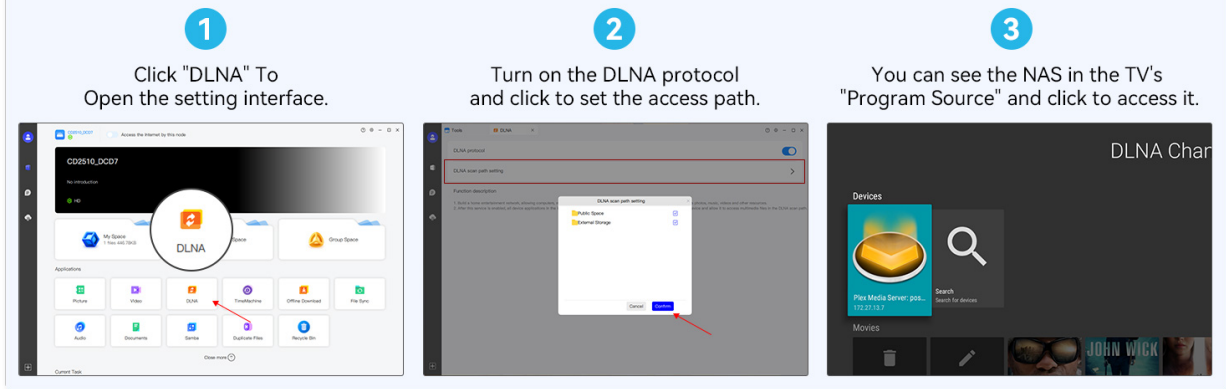 1
Click "DLNA" To
Open the setting interface.
CD2510_DCD7
Access the Internet by this node
CD2510_DCD7
No introduction
HD
My Space
DLNA
Space
Group Space
Applications
Picture
Video
DLNA
TimeMachine
Offline Download
File Sync
Audio
Documents
Samba
Duplicate Files
Recycle Bin
Close more
Current Task
2
Turn on the DLNA protocol
and click to set the access path.
Task
DLNA
DLNA protocol
DLNA scan path setting
Function description
DLNA scan path setting
Public Space
External Storage
Cancel
Confirm
3
You can see the NAS in the TV's
"Program Source" and click to access it.
DLNA Char
Devices
Plex Media Server: pos...
172.27.13.7
Search
Search for devices
Movies
JOHN WICK